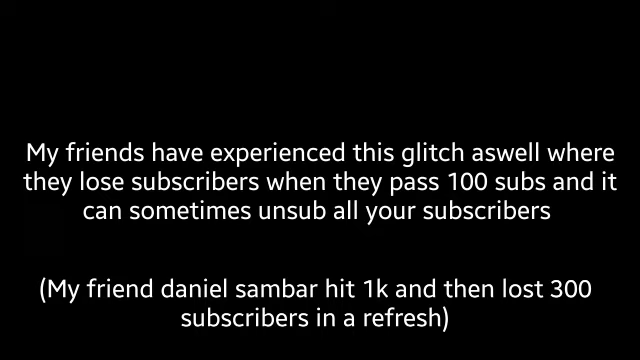 My friends have experienced this glitch aswell where
they lose subscribers when they pass 100 subs and it
can sometimes unsub all your subscribers
(My friend daniel sambar hit 1k and then lost 300
subscribers in a refresh)